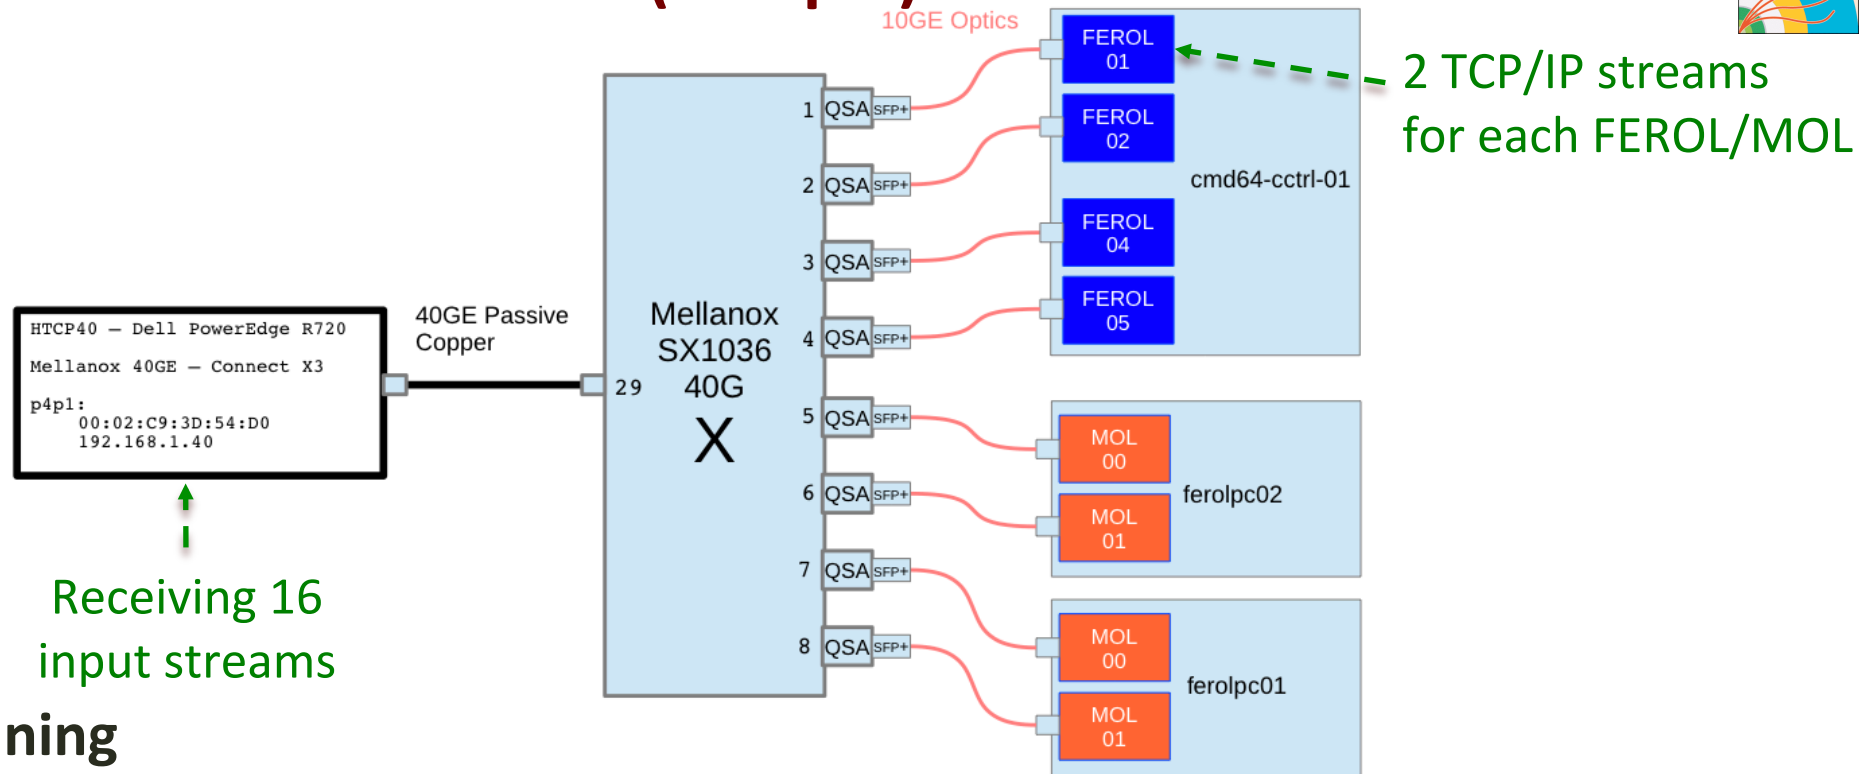 10GE Optics
FEROL
01
2 TCP/IP streams
for each FEROL/MOL
1 QSA SFP+
FEROL
02
cmd64-cctrl-01
2 QSA SFP+
FEROL
04
3 QSA SFP+
FEROL
05
4 QSA SFP+
HTCP40 – Dell PowerEdge R720
Mellanox 40GE – Connect X3
p4p1:
00:02:C9:3D:54:D0
192.168.1.40
40GE Passive
Copper
29
Mellanox
SX1036
40G
X
5 QSA SFP+
MOL
00
ferolpc02
6 QSA SFP+
MOL
01
7 QSA SFP+
MOL
00
ferolpc01
8 QSA SFP+
MOL
01
Receiving 16
input streams
ning